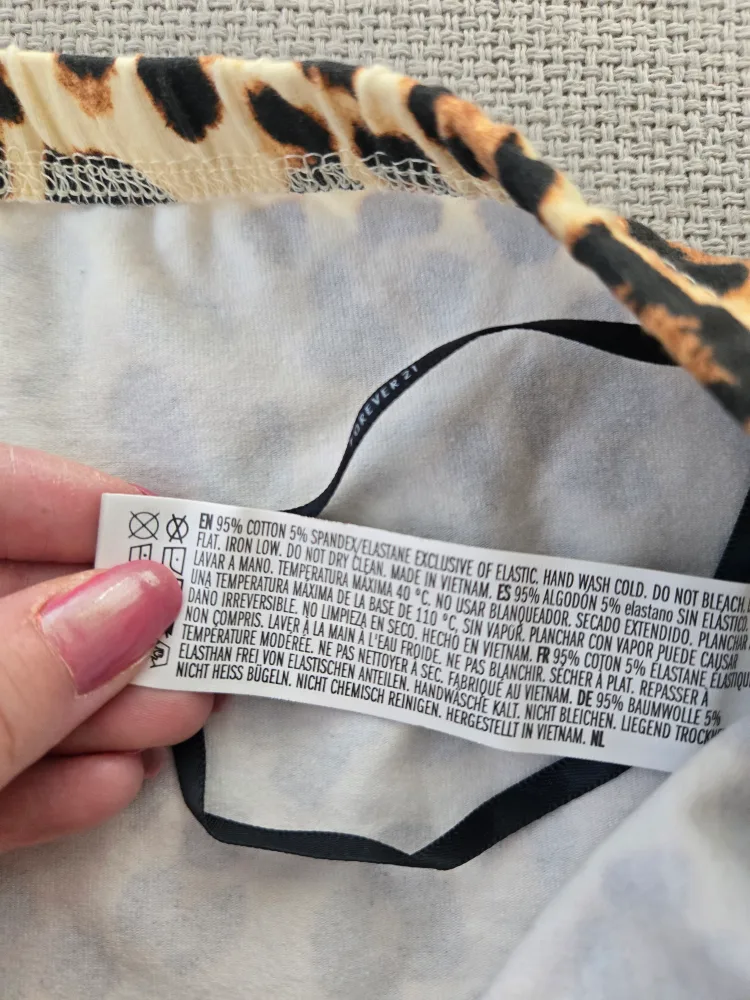 FOREVER 21
EN 95% COTTON 5% SPANDEX/ELASTANE EXCLUSIVE OF ELASTIC. HAND WASH COLD. DO NOT BLEACH.
FLAT. IRON LOW. DO NOT DRY CLEAN. MADE IN VIETNAM. ES 95% ALGODÓN 5% elastano SIN ELÁSTICO.
LAVAR A MANO. TEMPERATURA MÁXIMA 40 °C. NO USAR BLANQUEADOR. SECADO EXTENDIDO. PLANCHAR
UNA TEMPERATURA MÁXIMA DE LA BASE DE 110 °C, SIN VAPOR. PLANCHAR CON VAPOR PUEDE CAUSAR
DAÑO IRREVERSIBLE. NO LIMPIEZA EN SECO. HECHO EN VIETNAM. FR 95% COTON 5% ÉLASTANE ÉLASTIQUE
NON COMPRIS. LAVER À LA MAIN À L'EAU FROIDE. NE PAS BLANCHIR. SÉCHER À PLAT. REPASSER À
TEMPÉRATURE MODÉRÉE. NE PAS NETTOYER À SEC. FABRIQUÉ AU VIETNAM. DE 95% BAUMWOLLE 5%
ELASTHAN FREI VON ELASTISCHEN ANTEILEN. HANDWÄSCHE KALT. NICHT BLEICHEN. LIEGEND
NICHT HEISS BÜGELN. NICHT CHEMISCH REINIGEN. HERGESTELLT IN VIETNAM. NL